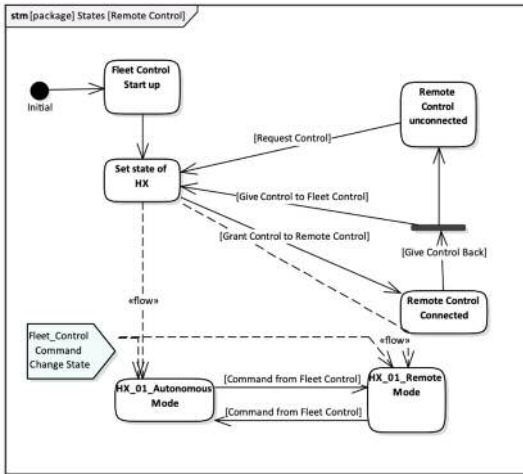 stm [package] States [Remote Control]
Fleet Control
Start up
Initial
Remote
Control
unconnected
[Request Control]
Set state of
HX
[Give Control to Fleet Control]
[Grant Control to Remote Control]
[Give Control Back]
«flow»
Remote Control
Connected
Fleet_Control
Command
Change State
«flow»
HX_01_Autonomous
Mode
[Command from Fleet Control]
HX_01_Remote
Mode
[Command from Fleet Control]